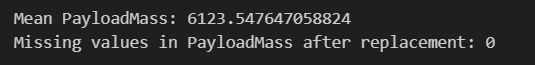 Mean PayloadMass: 6123.547647058824
Missing values in PayloadMass after replacement: 0